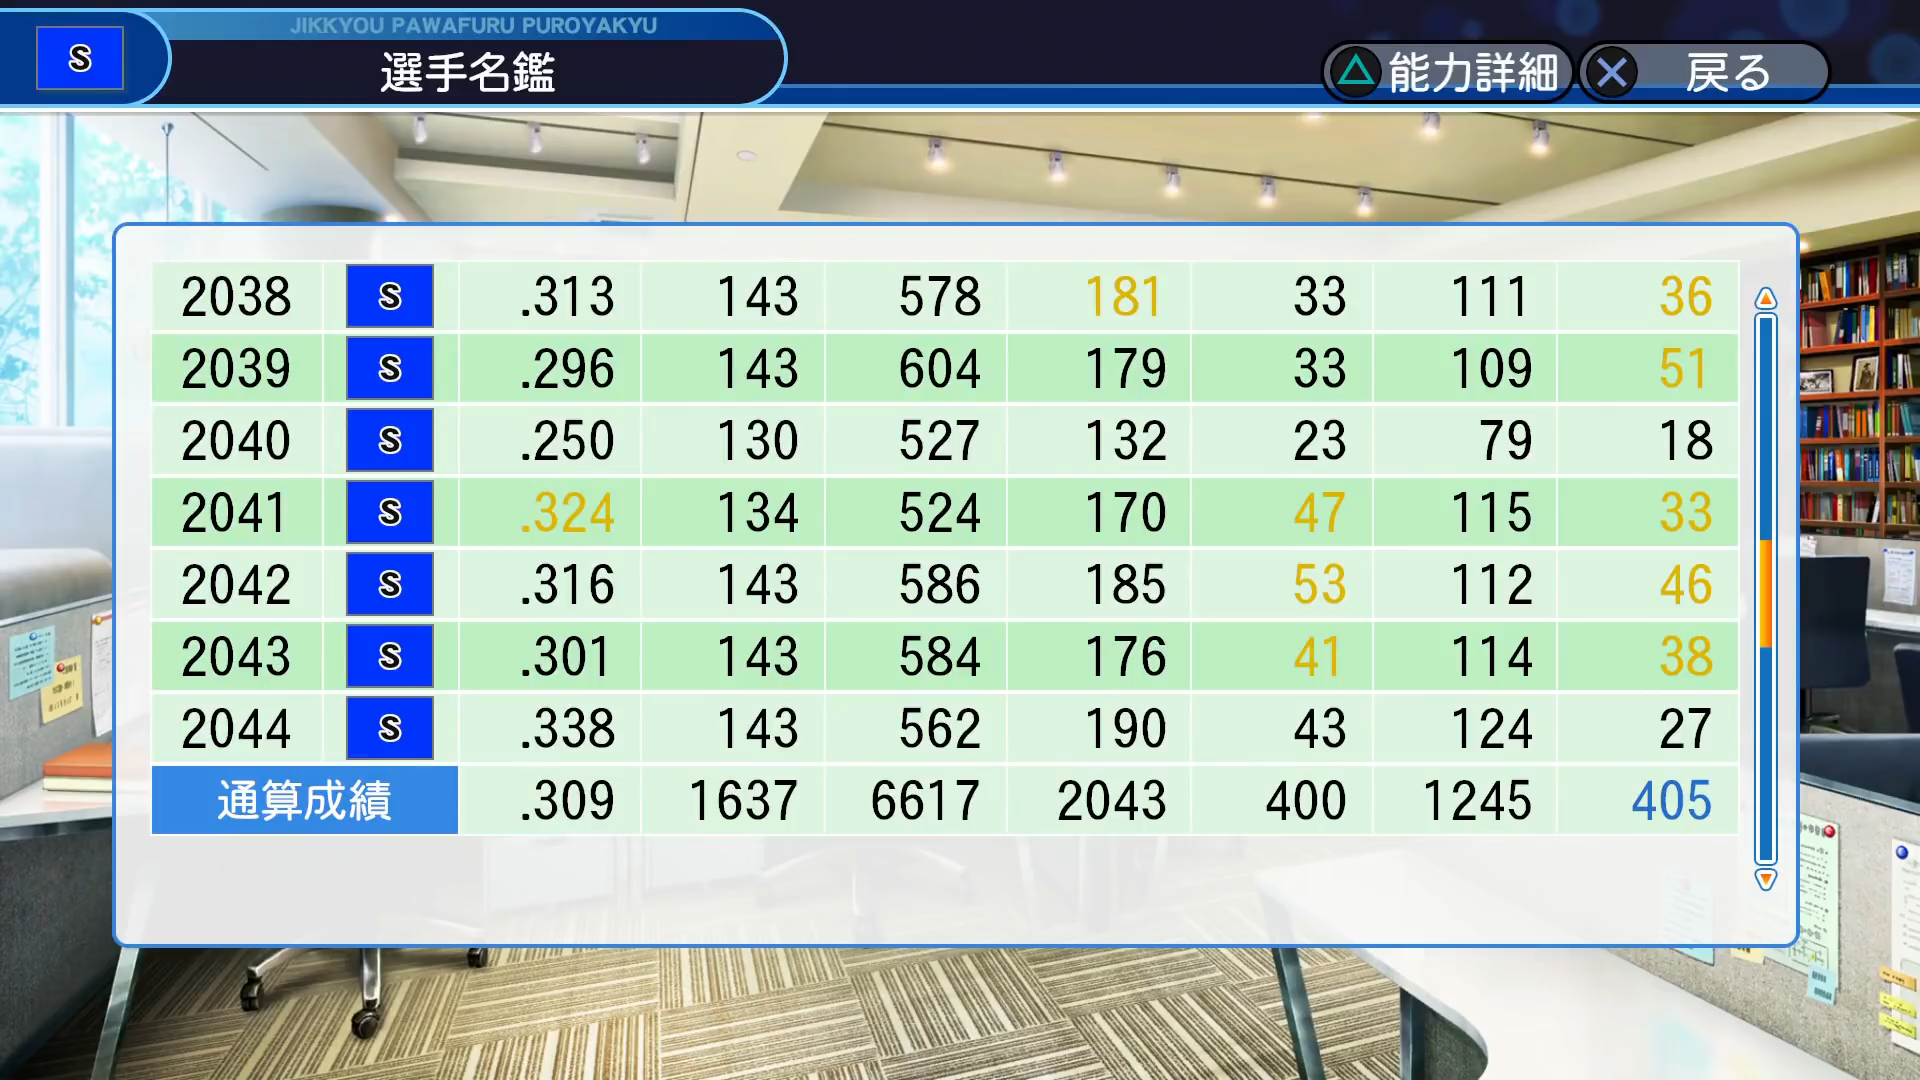 S
JIKKYOU PAWAFURU PUROYAKYU
選手名鑑
能力詳細
戻る
2038 S .313 143 578 181 33 111 36
2039 S .296 143 604 179 33 109 51
2040 S .250 130 527 132 23 79 18
2041 S .324 134 524 170 47 115 33
2042 S .316 143 586 185 53 112 46
2043 S .301 143 584 176 41 114 38
2044 S .338 143 562 190 43 124 27
通算成績 .309 1637 6617 2043 400 1245 405